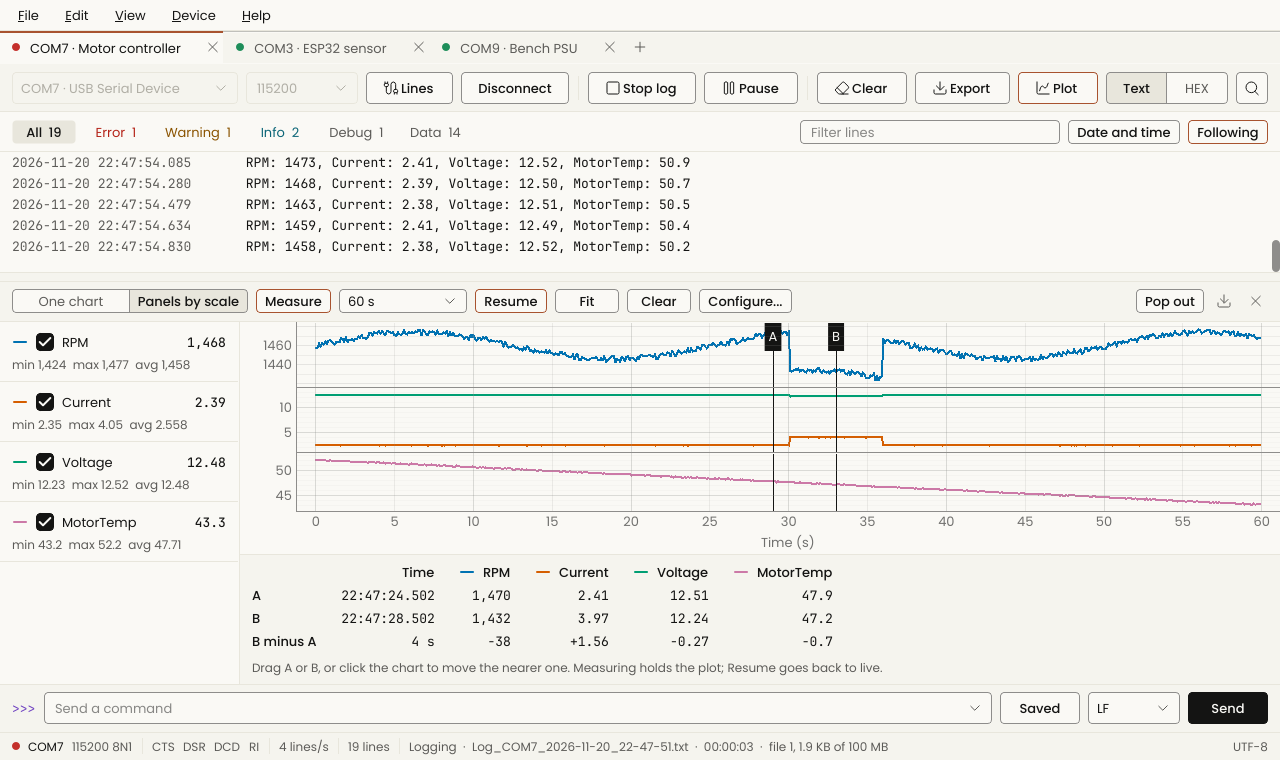 File Edit View Device Help
COM7 · Motor controller COM3 · ESP32 sensor COM9 · Bench PSU
COM7 · USB Serial Device 115200 Lines Disconnect Stop log Pause Clear Export Plot Text HEX
All 19 Error 1 Warning 1 Info 2 Debug 1 Data 14 Filter lines Date and time Following
2026-11-20 22:47:54.085 RPM: 1473, Current: 2.41, Voltage: 12.52, MotorTemp: 50.9
2026-11-20 22:47:54.280 RPM: 1468, Current: 2.39, Voltage: 12.50, MotorTemp: 50.7
2026-11-20 22:47:54.479 RPM: 1463, Current: 2.38, Voltage: 12.51, MotorTemp: 50.5
2026-11-20 22:47:54.634 RPM: 1459, Current: 2.41, Voltage: 12.49, MotorTemp: 50.4
2026-11-20 22:47:54.830 RPM: 1458, Current: 2.38, Voltage: 12.52, MotorTemp: 50.2
One chart Panels by scale Measure 60 s Resume Fit Clear Configure... Pop out
RPM 1,468
min 1,424 max 1,477 avg 1,458
Current 2.39
min 2.35 max 4.05 avg 2.558
Voltage 12.48
min 12.23 max 12.52 avg 12.48
MotorTemp 43.3
min 43.2 max 52.2 avg 47.71
A B
1460
1440
10
5
50
45
0 5 10 15 20 25 30 35 40 45 50 55 60
Time (s)
Time RPM Current Voltage MotorTemp
A 22:47:24.502 1,470 2.41 12.51 47.9
B 22:47:28.502 1,432 3.97 12.24 47.2
B minus A 4 s -38 +1.56 -0.27 -0.7
Drag A or B, or click the chart to move the nearer one. Measuring holds the plot; Resume goes back to live.
>>> Send a command Saved LF Send
COM7 115200 8N1 CTS DSR DCD RI 4 lines/s 19 lines Logging · Log_COM7_2026-11-20_22-47-51.txt · 00:00:03 · file 1, 1.9 KB of 100 MB UTF-8